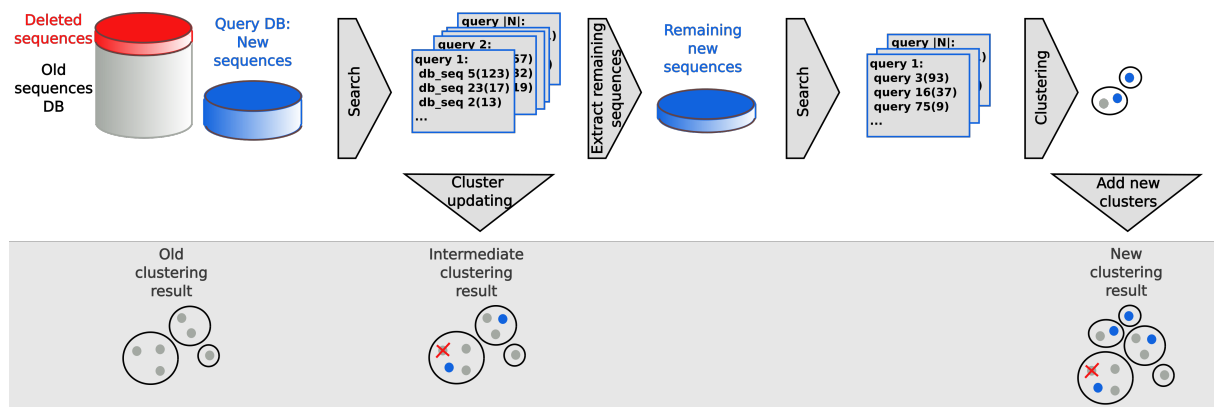 Deleted
sequences
Old
sequences
DB
Query DB:
New
sequences
Search
query |N|:
query 2:
57)
32)
19)
query 1:
db_seq 5(123)
db_seq 23(17)
db_seq 2(13)
...
Extract remaining
sequences
Remaining
new
sequences
Search
query |N|:
query 1:
query 3(93)
query 16(37)
query 75(9)
...
Clustering
Cluster
updating
Add new
clusters
Old
clustering
result
Intermediate
clustering
result
New
clustering
result